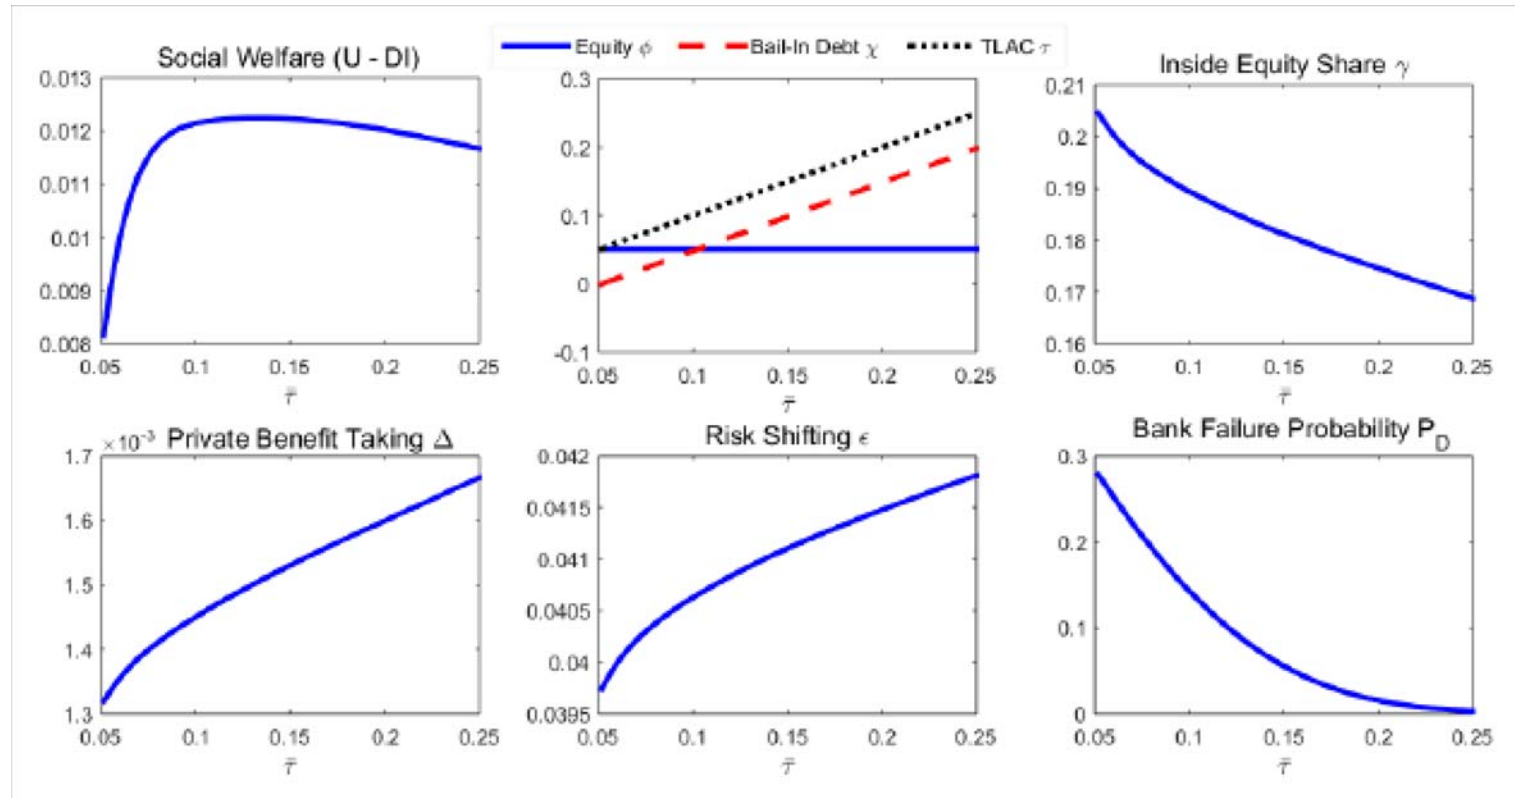 Equity ϕ Bail-In Debt χ TLAC τ
Social Welfare (U - DI)
0.013
0.012
0.011
0.01
0.009
0.008
0.05 0.1 0.15 0.2 0.25
τ̄
0.3
0.2
0.1
0
-0.1
0.05 0.1 0.15 0.2 0.25
τ̄
Inside Equity Share γ
0.21
0.2
0.19
0.18
0.17
0.16
0.05 0.1 0.15 0.2 0.25
τ̄
×10⁻³ Private Benefit Taking Δ
1.7
1.6
1.5
1.4
1.3
0.05 0.1 0.15 0.2 0.25
τ̄
Risk Shifting ϵ
0.042
0.0415
0.041
0.0405
0.04
0.0395
0.05 0.1 0.15 0.2 0.25
τ̄
Bank Failure Probability P_D
0.3
0.2
0.1
0
0.05 0.1 0.15 0.2 0.25
τ̄